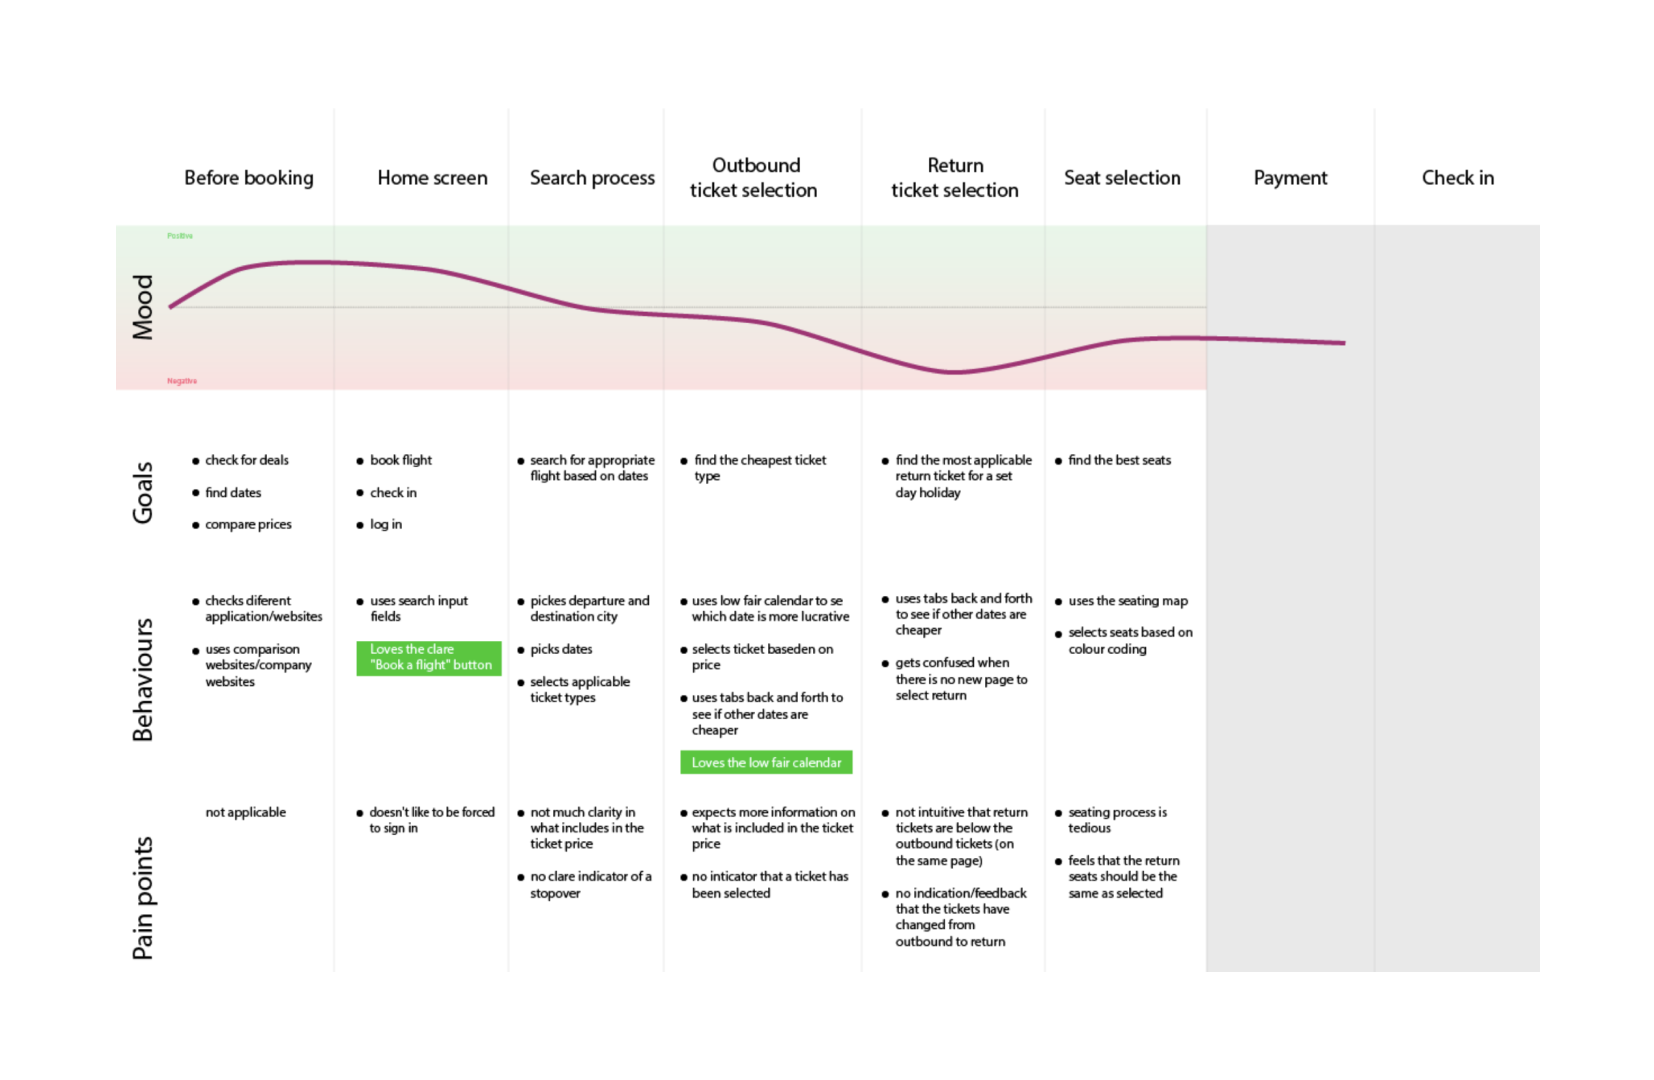 Before booking
Home screen
Search process
Outbound
ticket selection
Return
ticket selection
Seat selection
Payment
Check in
Mood
Positive
Negative
Goals
• check for deals
• find dates
• compare prices
• book flight
• check in
• log in
• search for appropriate
flight based on dates
• find the cheapest ticket
type
• find the most applicable
return ticket for a set
day holiday
• find the best seats
Behaviours
• checks diferent
application/websites
• uses comparison
websites/company
websites
• uses search input
fields
Loves the clare
"Book a flight" button
• pickes departure and
destination city
• picks dates
• selects applicable
ticket types
• uses low fair calendar to se
which date is more lucrative
• selects ticket baseden on
price
• uses tabs back and forth to
see if other dates are
cheaper
Loves the low fair calendar
• uses tabs back and forth
to see if other dates are
cheaper
• gets confused when
there is no new page to
select return
• uses the seating map
• selects seats based on
colour coding
Pain points
not applicable
• doesn't like to be forced
to sign in
• not much clarity in
what includes in the
ticket price
• no clare indicator of a
stopover
• expects more information on
what is included in the ticket
price
• no inticator that a ticket has
been selected
• not intuitive that return
tickets are below the
outbound tickets (on
the same page)
• no indication/feedback
that the tickets have
changed from
outbound to return
• seating process is
tedious
• feels that the return
seats should be the
same as selected